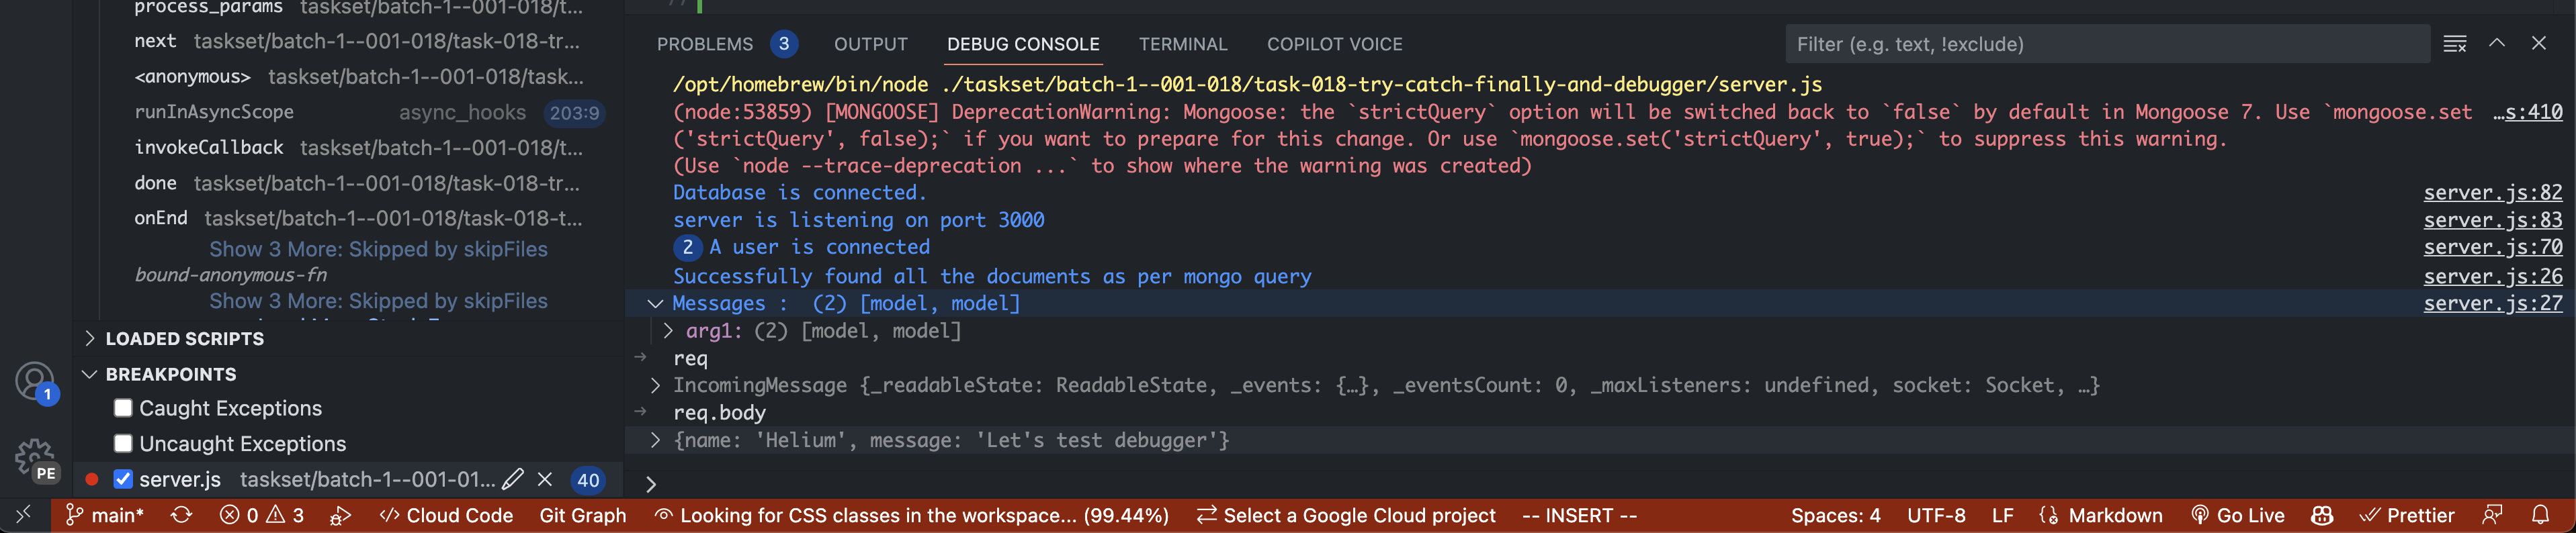 process_params taskset/batch-1--001-018/t...
next taskset/batch-1--001-018/task-018-tr...
<anonymous> taskset/batch-1--001-018/task...
runInAsyncScope async_hooks 203:9
invokeCallback taskset/batch-1--001-018/t...
done taskset/batch-1--001-018/task-018-tr...
onEnd taskset/batch-1--001-018/task-018-t...
Show 3 More: Skipped by skipFiles
bound-anonymous-fn
Show 3 More: Skipped by skipFiles
LOADED SCRIPTS
BREAKPOINTS
Caught Exceptions
Uncaught Exceptions
server.js taskset/batch-1--001-01... 40
1
PE
PROBLEMS 3 OUTPUT DEBUG CONSOLE TERMINAL COPILOT VOICE Filter (e.g. text, !exclude)
/opt/homebrew/bin/node ./taskset/batch-1--001-018/task-018-try-catch-finally-and-debugger/server.js
(node:53859) [MONGOOSE] DeprecationWarning: Mongoose: the `strictQuery` option will be switched back to `false` by default in Mongoose 7. Use `mongoose.set …s:410
('strictQuery', false);` if you want to prepare for this change. Or use `mongoose.set('strictQuery', true);` to suppress this warning.
(Use `node --trace-deprecation ...` to show where the warning was created)
Database is connected. server.js:82
server is listening on port 3000 server.js:83
2 A user is connected server.js:70
Successfully found all the documents as per mongo query server.js:26
Messages : (2) [model, model] server.js:27
arg1: (2) [model, model]
req
IncomingMessage {_readableState: ReadableState, _events: {…}, _eventsCount: 0, _maxListeners: undefined, socket: Socket, …}
req.body
{name: 'Helium', message: 'Let's test debugger'}
main* 0 3 Cloud Code Git Graph Looking for CSS classes in the workspace... (99.44%) Select a Google Cloud project -- INSERT -- Spaces: 4 UTF-8 LF Markdown Go Live Prettier